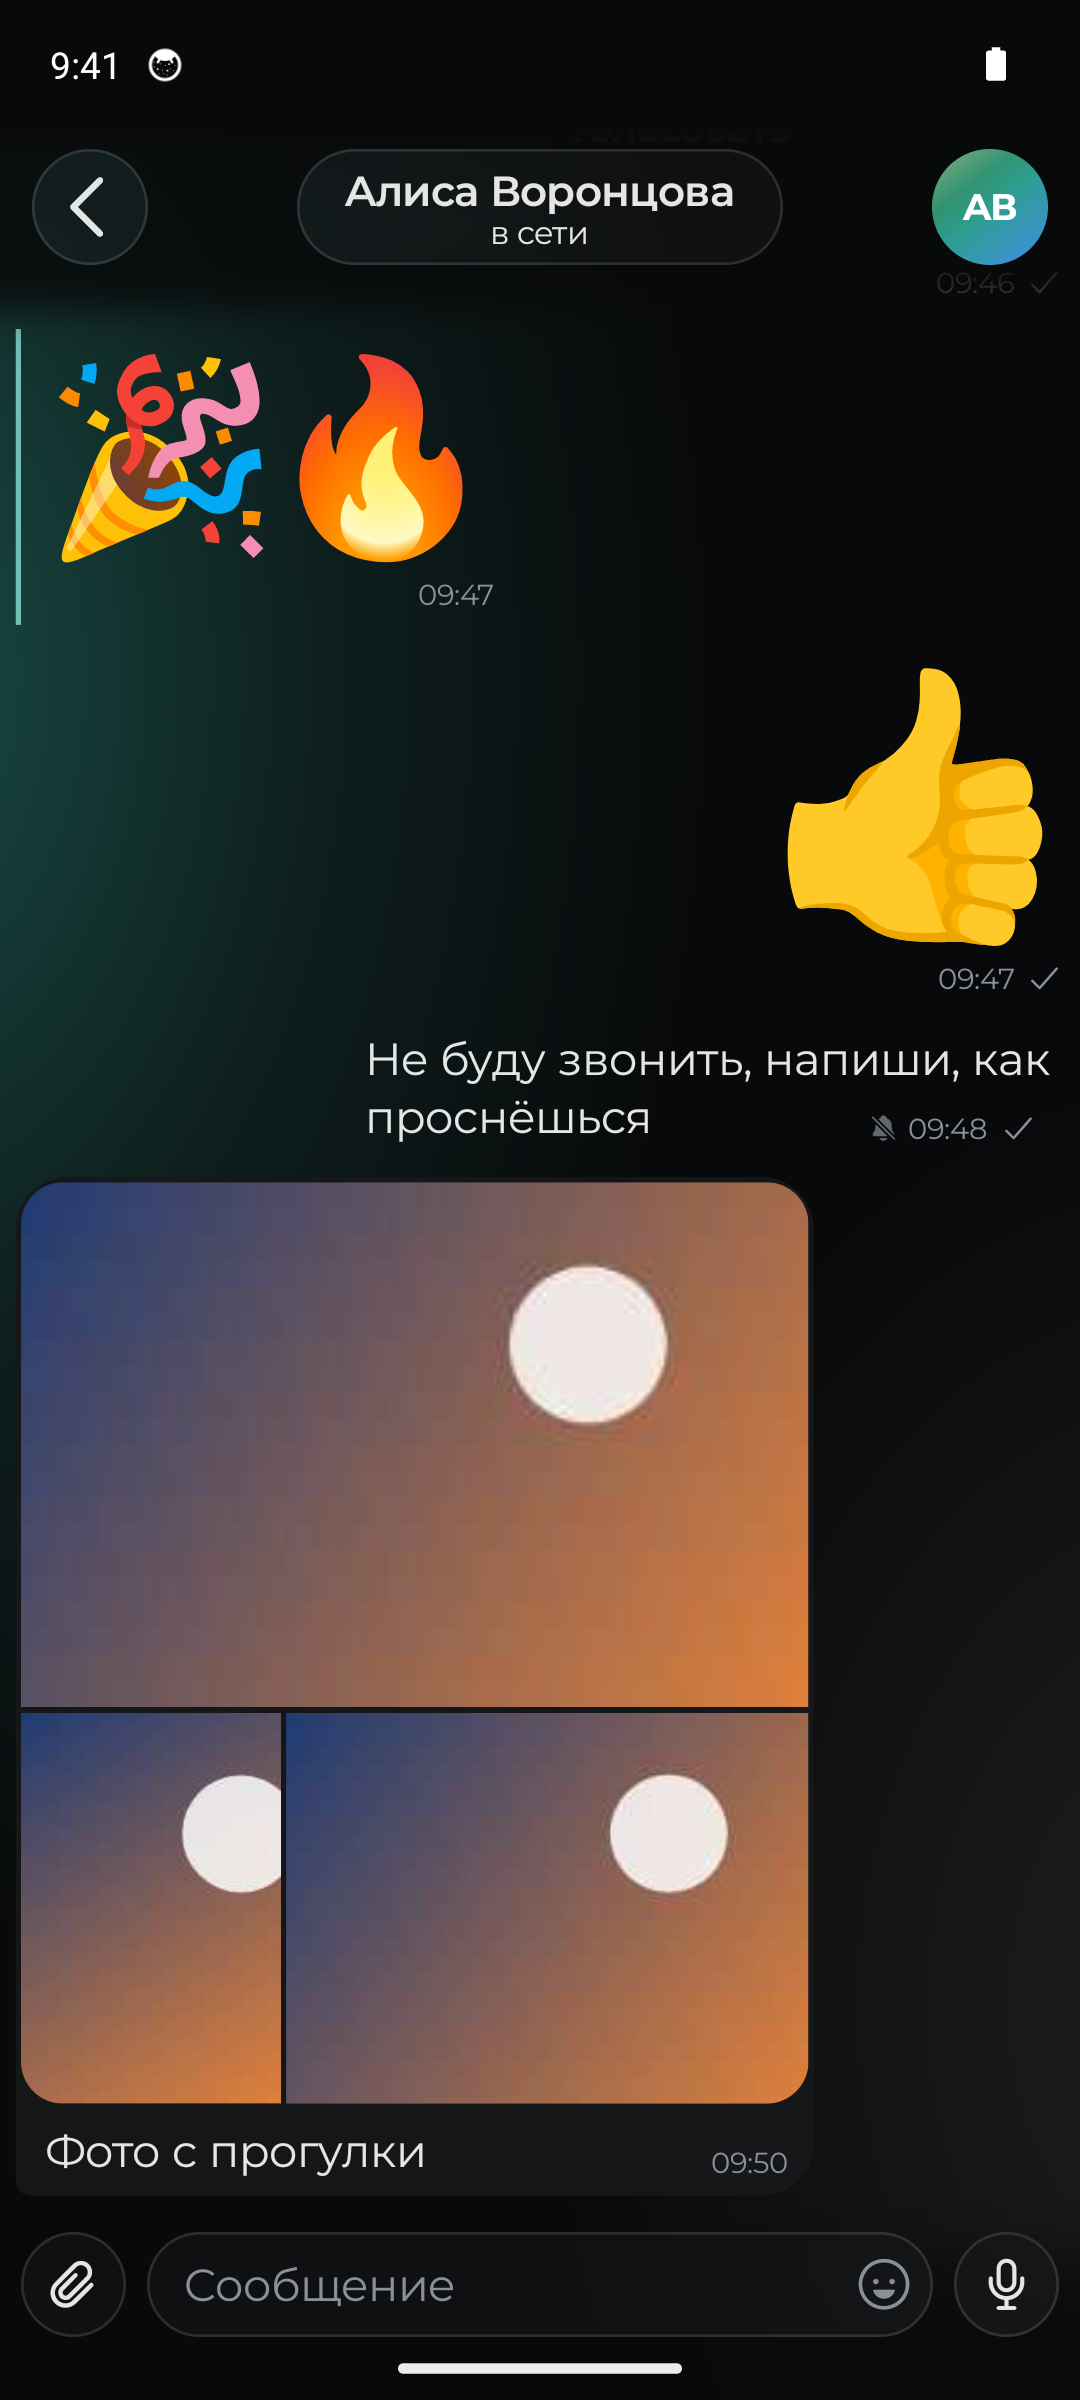 9:41
Алиса Воронцова
в сети
АВ
09:46
09:47
09:47
Не буду звонить, напиши, как
проснёшься
09:48
Фото с прогулки
09:50
Сообщение